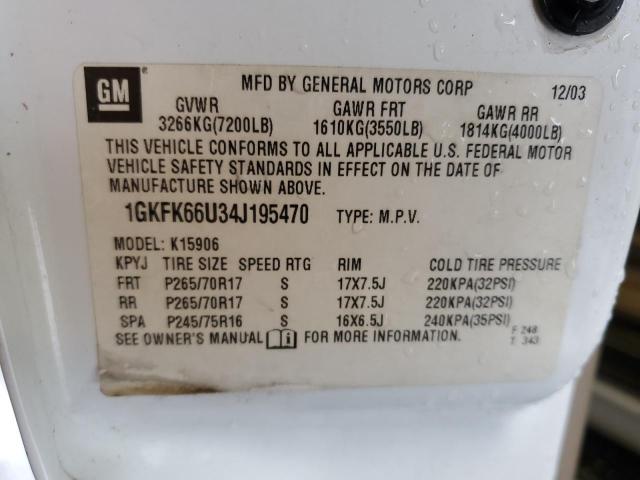 GM
MFD BY GENERAL MOTORS CORP 12/03
GVWR GAWR FRT GAWR RR
3266KG(7200LB) 1610KG(3550LB) 1814KG(4000LB)
THIS VEHICLE CONFORMS TO ALL APPLICABLE U.S. FEDERAL MOTOR
VEHICLE SAFETY STANDARDS IN EFFECT ON THE DATE OF
MANUFACTURE SHOWN ABOVE.
1GKFK66U34J195470 TYPE: M.P.V.
MODEL: K15906
KPYJ TIRE SIZE SPEED RTG RIM COLD TIRE PRESSURE
FRT P265/70R17 S 17X7.5J 220KPA(32PSI)
RR P265/70R17 S 17X7.5J 220KPA(32PSI)
SPA P245/75R16 S 16X6.5J 240KPA(35PSI)
SEE OWNER'S MANUAL FOR MORE INFORMATION.
F 248
T 343